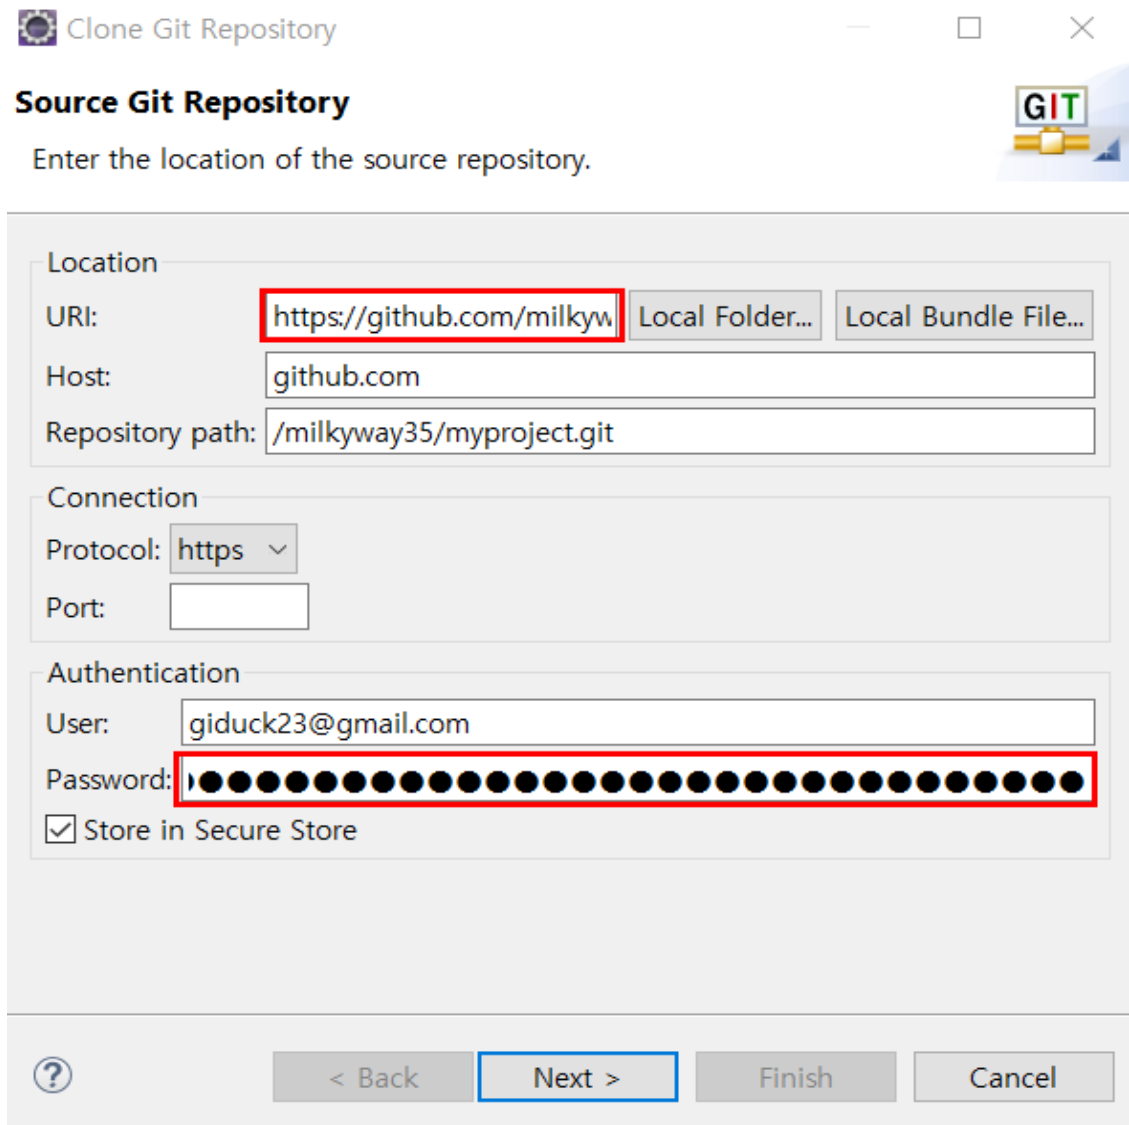 Clone Git Repository
Source Git Repository
GIT
Enter the location of the source repository.
Location
URI: https://github.com/milkyw Local Folder... Local Bundle File...
Host: github.com
Repository path: /milkyway35/myproject.git
Connection
Protocol: https
Port:
Authentication
User: giduck23@gmail.com
Password: ●●●●●●●●●●●●●●●●●●●●●●●●●●●●●●●●
Store in Secure Store
? < Back Next > Finish Cancel